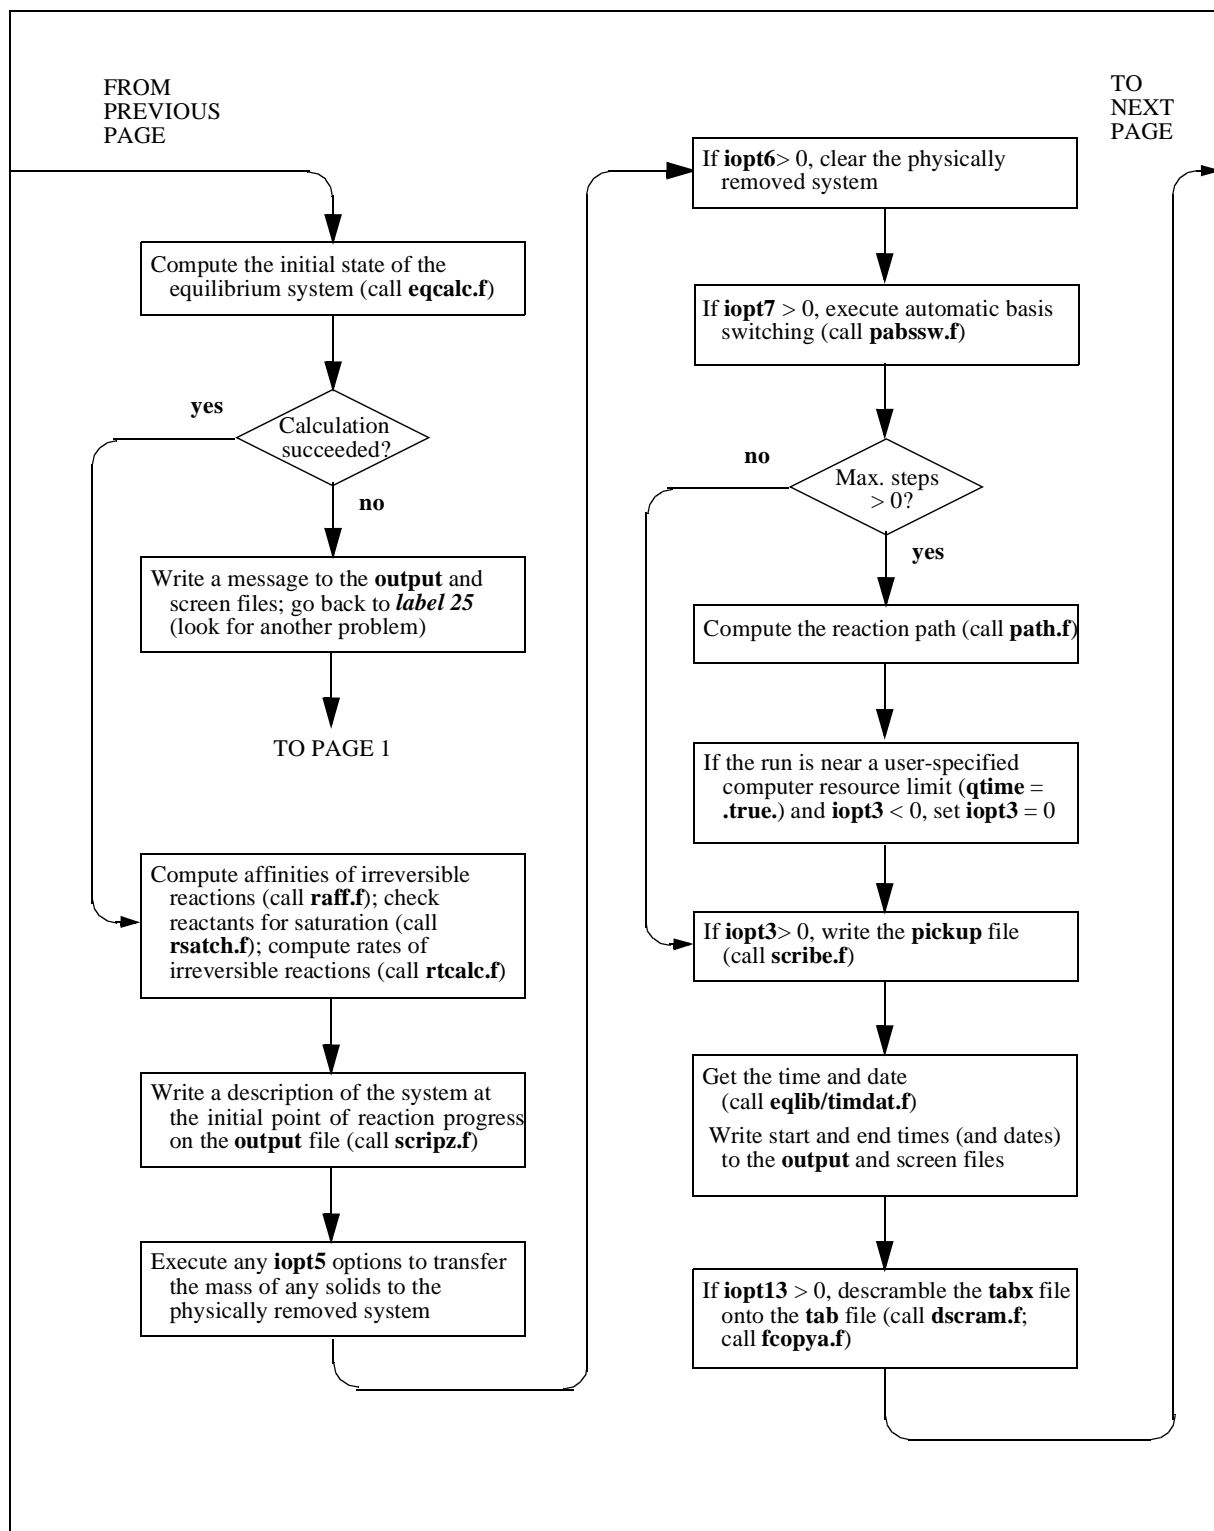 FROM
PREVIOUS
PAGE
Compute the initial state of the
equilibrium system (call eqcalc.f)
yes
Calculation
succeeded?
no
Write a message to the output and
screen files; go back to label 25
(look for another problem)
TO PAGE 1
Compute affinities of irreversible
reactions (call raff.f); check
reactants for saturation (call
rsatch.f); compute rates of
irreversible reactions (call rtcalc.f)
Write a description of the system at
the initial point of reaction progress
on the output file (call scripz.f)
Execute any iopt5 options to transfer
the mass of any solids to the
physically removed system
If iopt6> 0, clear the physically
removed system
If iopt7 > 0, execute automatic basis
switching (call pabssw.f)
no
Max. steps
> 0?
yes
Compute the reaction path (call path.f)
If the run is near a user-specified
computer resource limit (qtime =
.true.) and iopt3 < 0, set iopt3 = 0
If iopt3> 0, write the pickup file
(call scribe.f)
Get the time and date
(call eqlib/timdat.f)
Write start and end times (and dates)
to the output and screen files
If iopt13 > 0, descramble the tabx file
onto the tab file (call dscram.f;
call fcopya.f)
TO
NEXT
PAGE